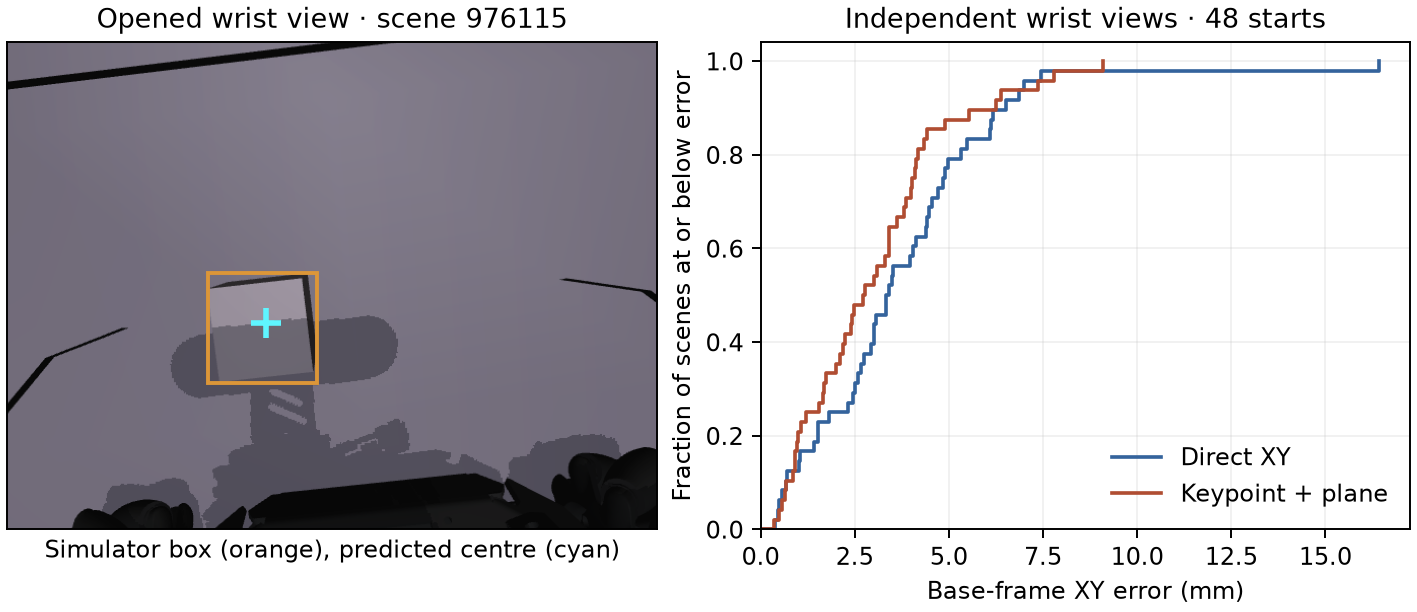 Opened wrist view · scene 976115
Simulator box (orange), predicted centre (cyan)
Independent wrist views · 48 starts
Fraction of scenes at or below error
1.0
0.8
0.6
0.4
0.2
0.0
0.0 2.5 5.0 7.5 10.0 12.5 15.0
Base-frame XY error (mm)
Direct XY
Keypoint + plane